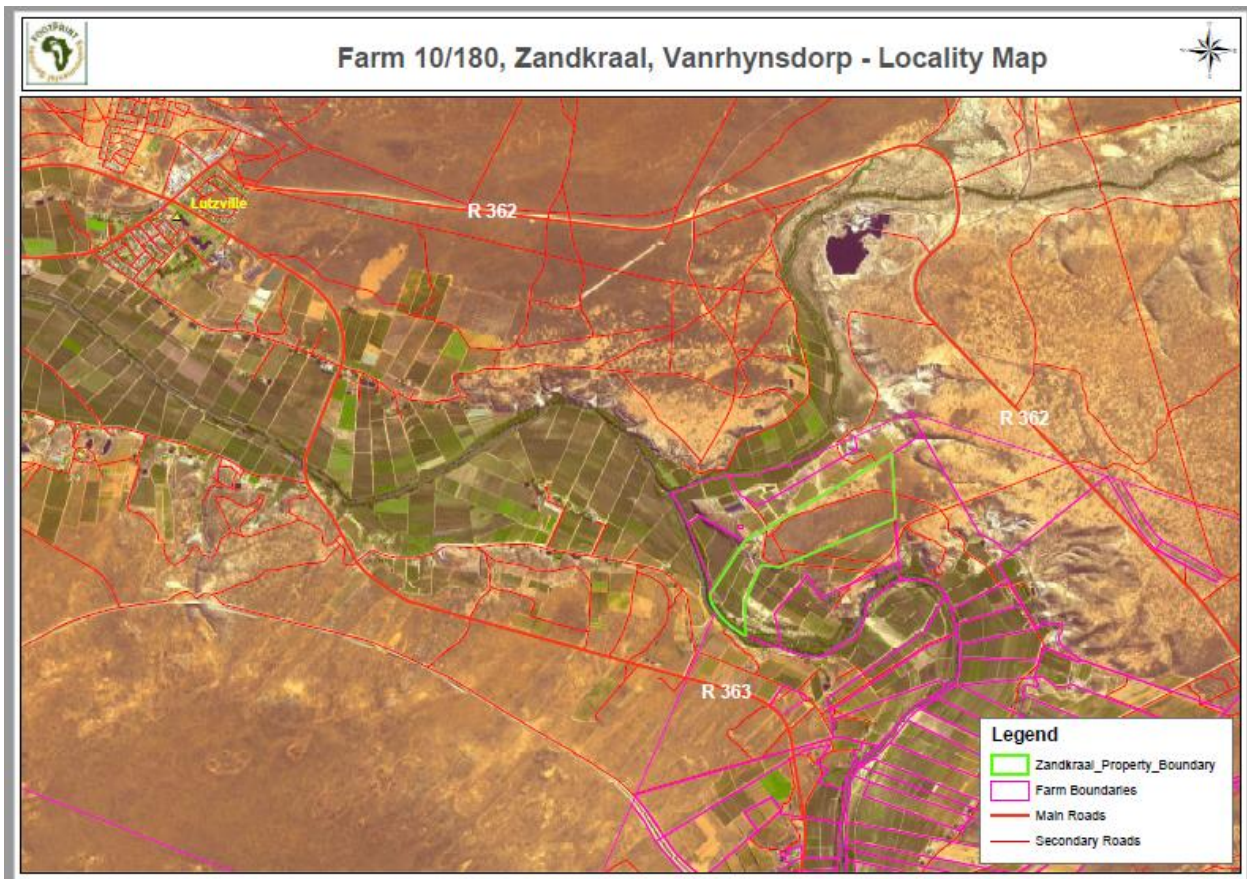 FOOTPRINT
Farm 10/180, Zandkraal, Vanrhynsdorp - Locality Map
Lutzville
R 362
R 362
R 363
Legend
Zandkraal_Property_Boundary
Farm Boundaries
Main Roads
Secondary Roads